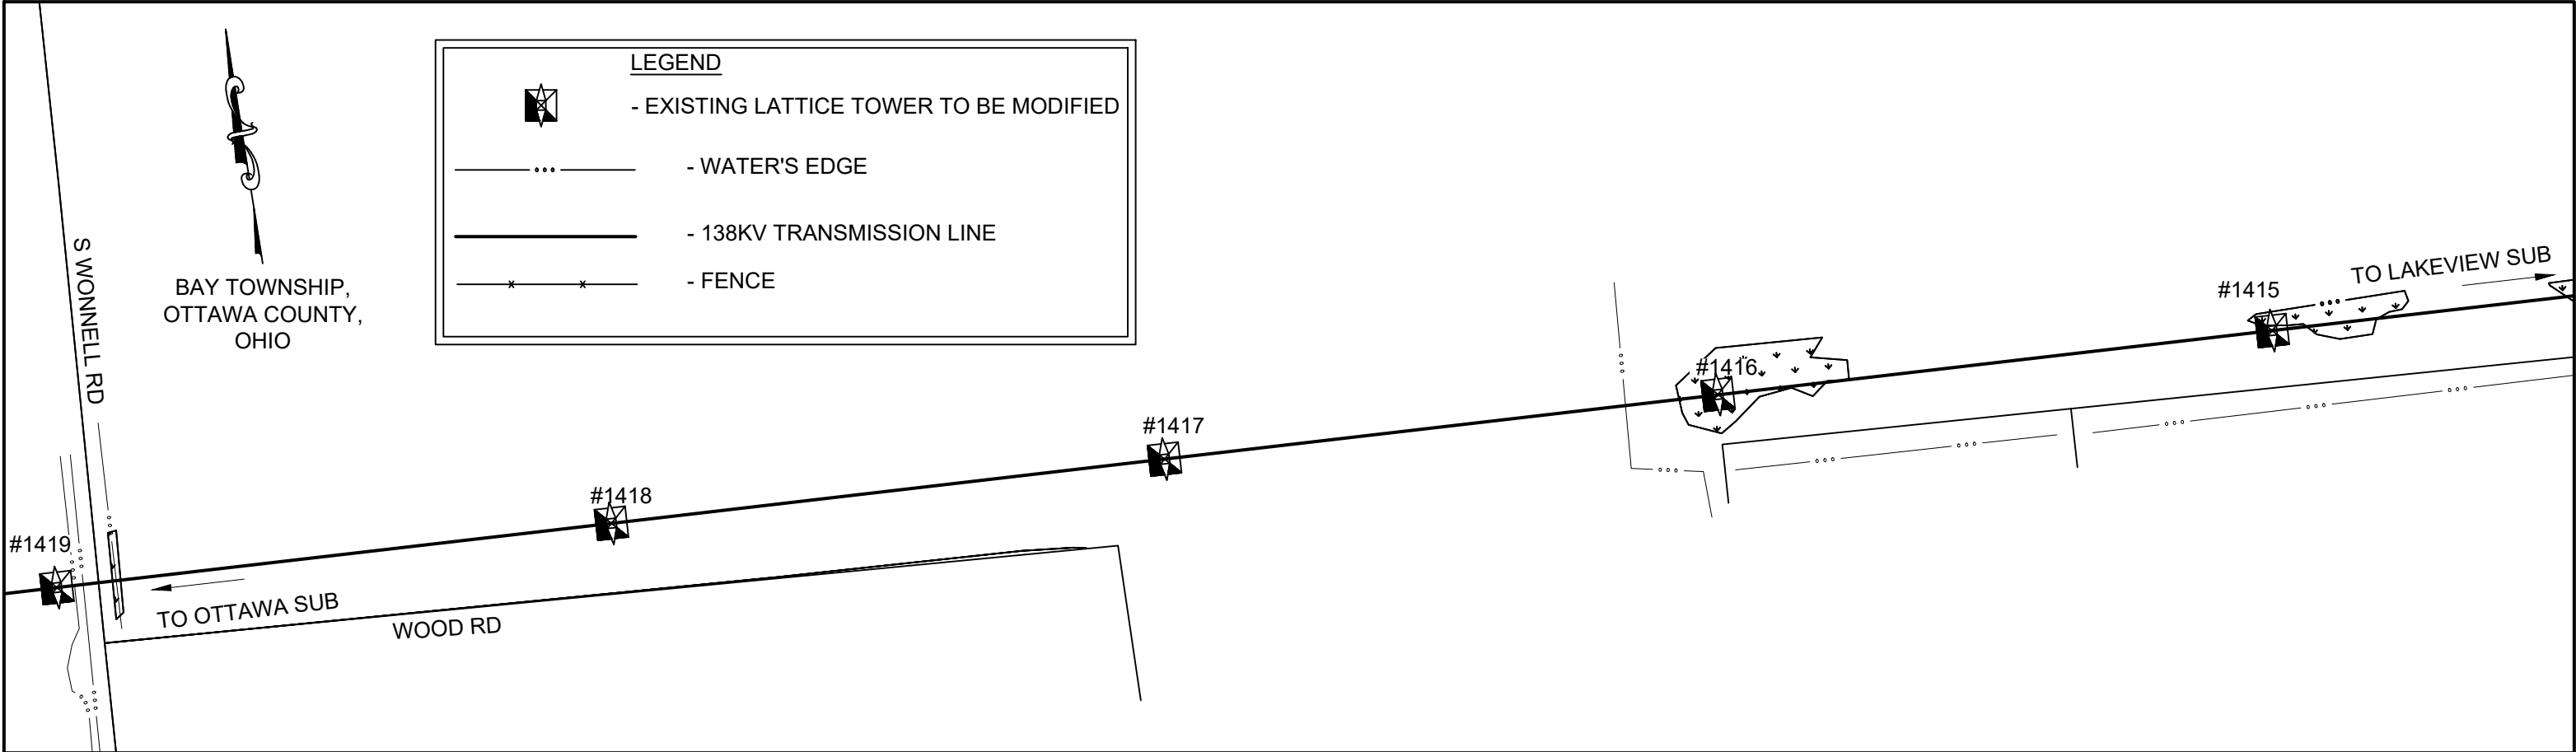 LEGEND
- EXISTING LATTICE TOWER TO BE MODIFIED
- WATER'S EDGE
- 138KV TRANSMISSION LINE
- FENCE
S WONNELL RD
BAY TOWNSHIP,
OTTAWA COUNTY,
OHIO
TO LAKEVIEW SUB
#1415
#1416
#1417
#1418
#1419
TO OTTAWA SUB
WOOD RD